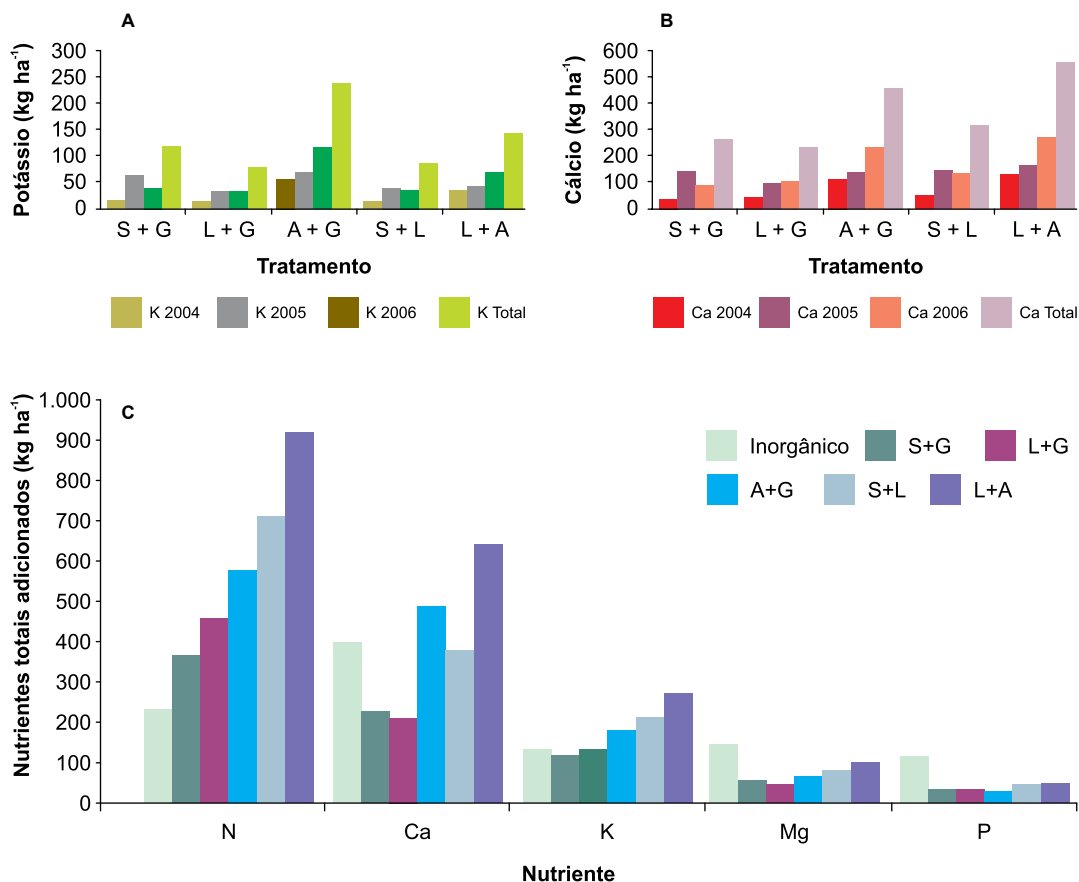 A
Potássio (kg ha⁻¹)
300
250
200
150
100
50
0
S + G L + G A + G S + L L + A
Tratamento
K 2004 K 2005 K 2006 K Total
B
Cálcio (kg ha⁻¹)
600
500
400
300
200
100
0
S + G L + G A + G S + L L + A
Tratamento
Ca 2004 Ca 2005 Ca 2006 Ca Total
C
Nutrientes totais adicionados (kg ha⁻¹)
1.000
900
800
700
600
500
400
300
200
100
0
Inorgânico S+G L+G
A+G S+L L+A
N Ca K Mg P
Nutriente